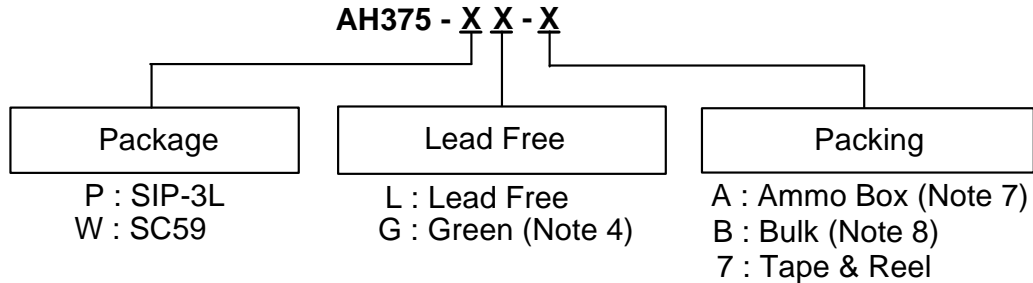 AH375 - X X - X
Package
P : SIP-3L
W : SC59
Lead Free
L : Lead Free
G : Green (Note 4)
Packing
A : Ammo Box (Note 7)
B : Bulk (Note 8)
7 : Tape & Reel